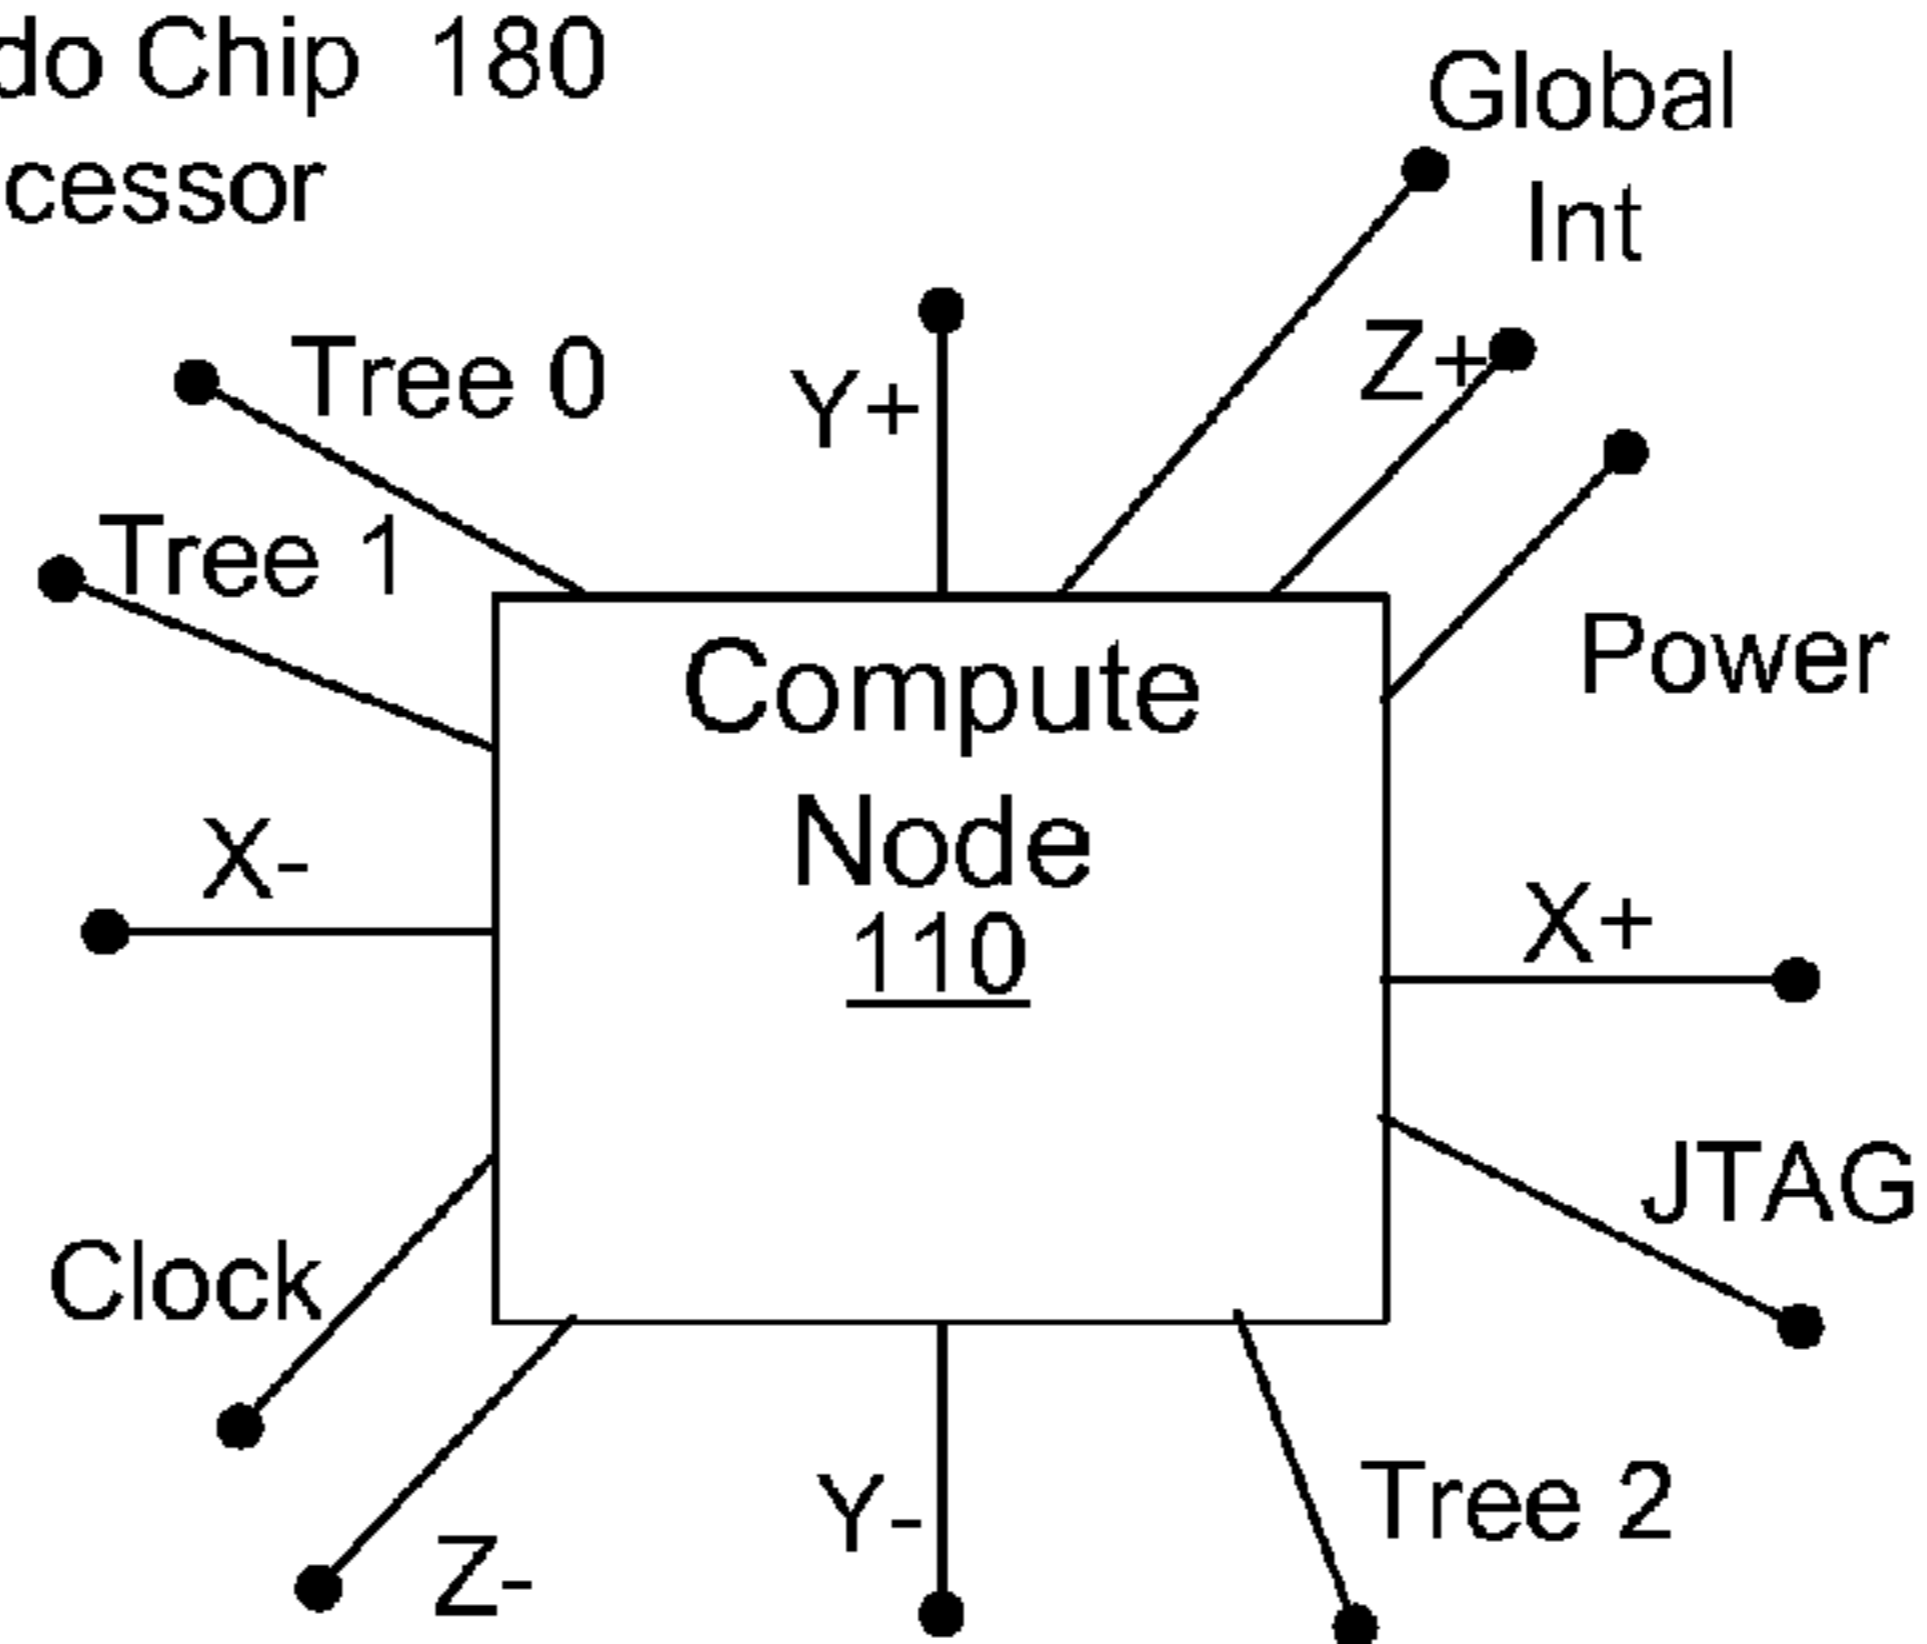 do Chip 180
cessor
Global
Int
Tree 0
Y+
Z+
Tree 1
Power
Compute
Node
110
X-
X+
JTAG
Clock
Tree 2
Y-
Z-